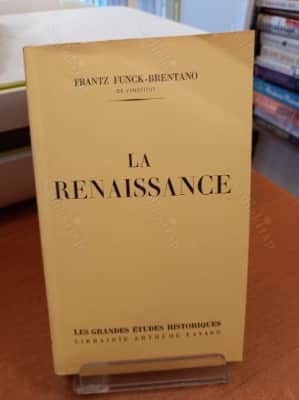 FRANTZ FUNCK-BRENTANO
DE L'INSTITUT
LA
RENAISSANCE
LES GRANDES ÉTUDES HISTORIQUES
LIBRAIRIE ARTHÈME FAYARD